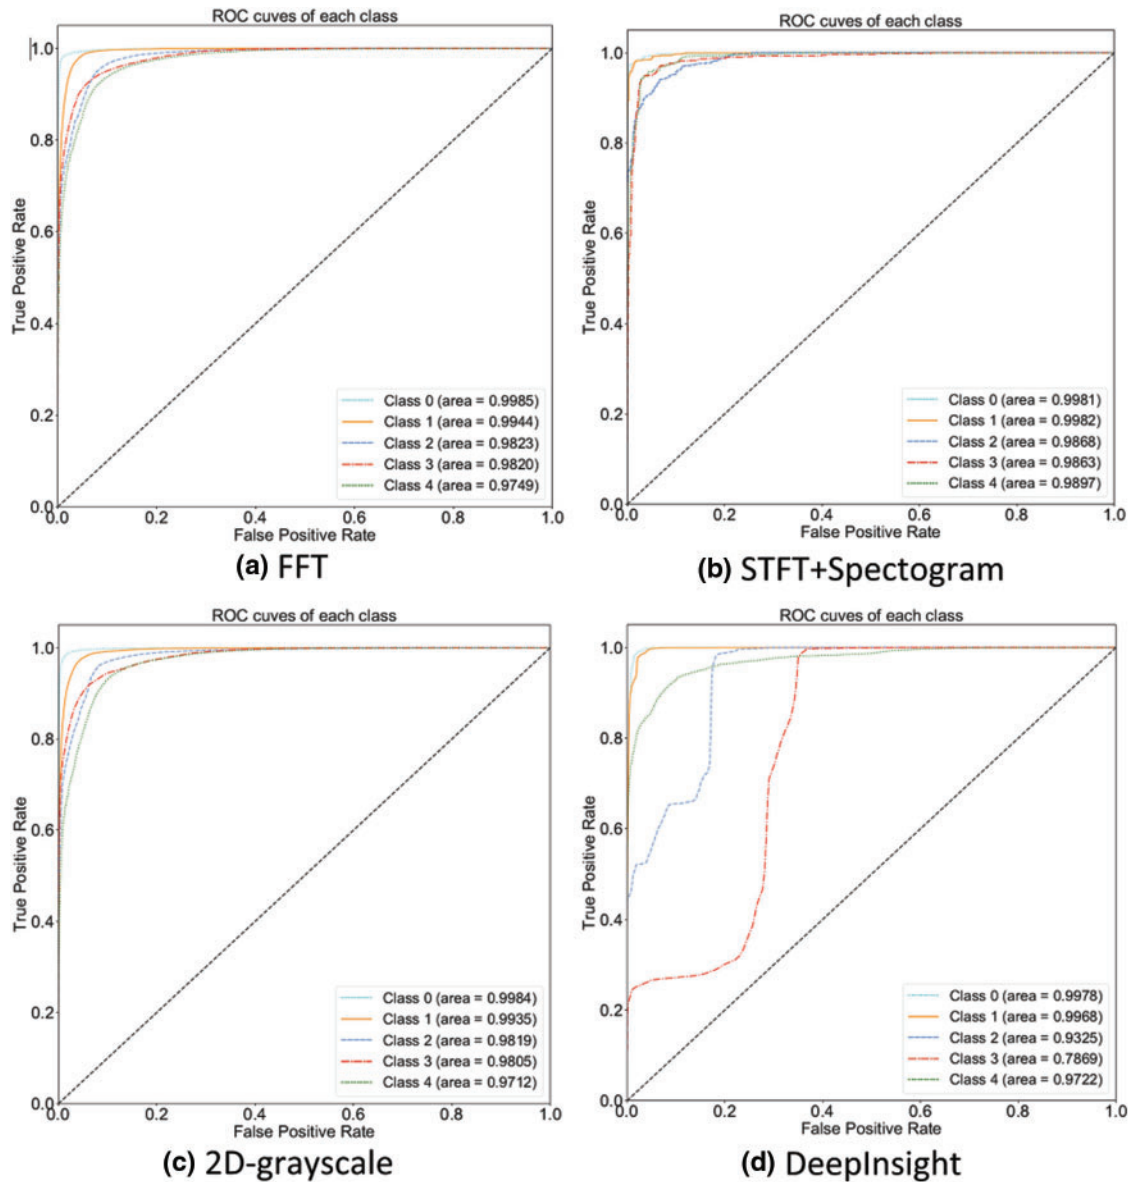 ROC cuves of each class
1.0
0.8
0.6
0.4
0.2
0.0
True Positive Rate
Class 0 (area = 0.9985)
Class 1 (area = 0.9944)
Class 2 (area = 0.9823)
Class 3 (area = 0.9820)
Class 4 (area = 0.9749)
0.0 0.2 0.4 0.6 0.8 1.0
False Positive Rate
(a) FFT
ROC cuves of each class
1.0
0.8
0.6
0.4
0.2
0.0
True Positive Rate
Class 0 (area = 0.9981)
Class 1 (area = 0.9982)
Class 2 (area = 0.9868)
Class 3 (area = 0.9863)
Class 4 (area = 0.9897)
0.0 0.2 0.4 0.6 0.8 1.0
False Positive Rate
(b) STFT+Spectogram
ROC cuves of each class
1.0
0.8
0.6
0.4
0.2
0.0
True Positive Rate
Class 0 (area = 0.9984)
Class 1 (area = 0.9935)
Class 2 (area = 0.9819)
Class 3 (area = 0.9805)
Class 4 (area = 0.9712)
0.0 0.2 0.4 0.6 0.8 1.0
False Positive Rate
(c) 2D-grayscale
ROC cuves of each class
1.0
0.8
0.6
0.4
0.2
0.0
True Positive Rate
Class 0 (area = 0.9978)
Class 1 (area = 0.9968)
Class 2 (area = 0.9325)
Class 3 (area = 0.7869)
Class 4 (area = 0.9722)
0.0 0.2 0.4 0.6 0.8 1.0
False Positive Rate
(d) DeepInsight